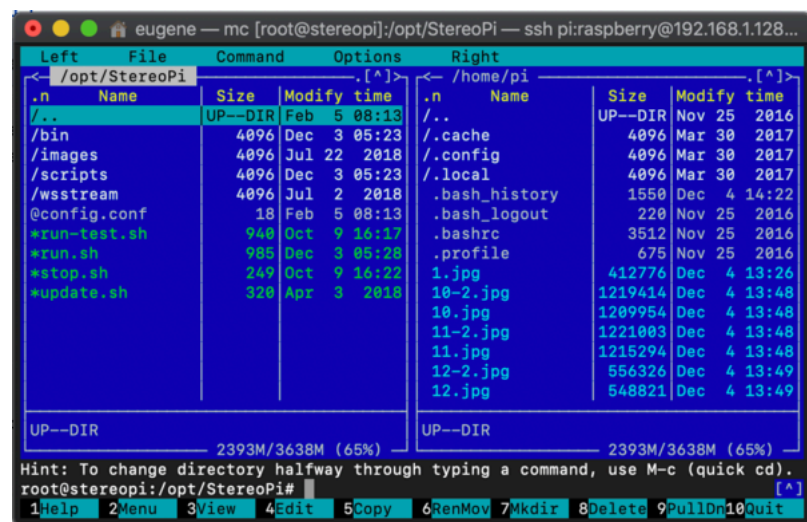 eugene — mc [root@stereopi]:/opt/StereoPi — ssh pi:raspberry@192.168.1.128...
Left File Command Options Right
<— /opt/StereoPi .[^]> <— /home/pi .[^]>
.n Name Size Modify time .n Name Size Modify time
/.. UP--DIR Feb 5 08:13 /.. UP--DIR Nov 25 2016
/bin 4096 Dec 3 05:23 /.cache 4096 Mar 30 2017
/images 4096 Jul 22 2018 /.config 4096 Mar 30 2017
/scripts 4096 Dec 3 05:23 /.local 4096 Mar 30 2017
/wsstream 4096 Jul 2 2018 .bash_history 1550 Dec 4 14:22
@config.conf 18 Feb 5 08:13 .bash_logout 220 Nov 25 2016
*run-test.sh 940 Oct 9 16:17 .bashrc 3512 Nov 25 2016
*run.sh 985 Dec 3 05:28 .profile 675 Nov 25 2016
*stop.sh 249 Oct 9 16:22 1.jpg 412776 Dec 4 13:26
*update.sh 320 Apr 3 2018 10-2.jpg 1219414 Dec 4 13:48
10.jpg 1209954 Dec 4 13:48
11-2.jpg 1221003 Dec 4 13:48
11.jpg 1215294 Dec 4 13:48
12-2.jpg 556326 Dec 4 13:49
12.jpg 548821 Dec 4 13:49
UP--DIR UP--DIR
2393M/3638M (65%) 2393M/3638M (65%)
Hint: To change directory halfway through typing a command, use M-c (quick cd).
root@stereopi:/opt/StereoPi# [^]
1Help 2Menu 3View 4Edit 5Copy 6RenMov 7Mkdir 8Delete 9PullDn 10Quit